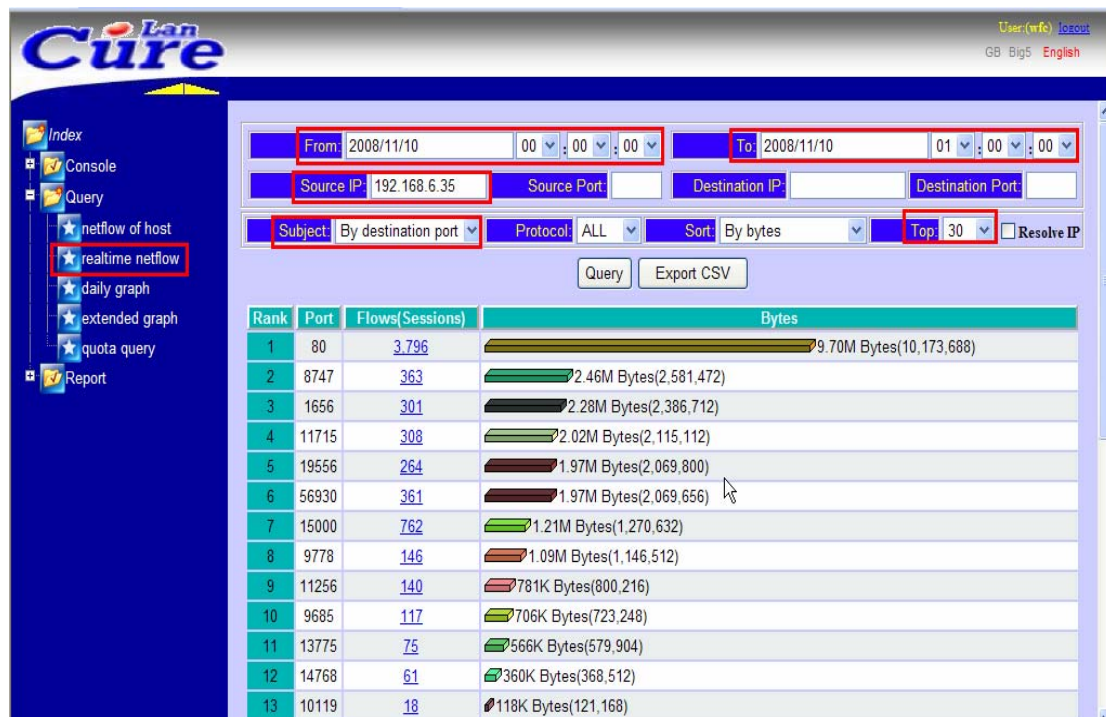 Lan
Cure
User:(wfc) logout
GB Big5 English
Index
Console
Query
netflow of host
realtime netflow
daily graph
extended graph
quota query
Report
From: 2008/11/10 00 : 00 : 00 To: 2008/11/10 01 : 00 : 00
Source IP: 192.168.6.35 Source Port: Destination IP: Destination Port:
Subject: By destination port Protocol: ALL Sort: By bytes Top: 30 Resolve IP
Query Export CSV
Rank Port Flows(Sessions) Bytes
1 80 3,796 9.70M Bytes(10,173,688)
2 8747 363 2.46M Bytes(2,581,472)
3 1656 301 2.28M Bytes(2,386,712)
4 11715 308 2.02M Bytes(2,115,112)
5 19556 264 1.97M Bytes(2,069,800)
6 56930 361 1.97M Bytes(2,069,656)
7 15000 762 1.21M Bytes(1,270,632)
8 9778 146 1.09M Bytes(1,146,512)
9 11256 140 781K Bytes(800,216)
10 9685 117 706K Bytes(723,248)
11 13775 75 566K Bytes(579,904)
12 14768 61 360K Bytes(368,512)
13 10119 18 118K Bytes(121,168)